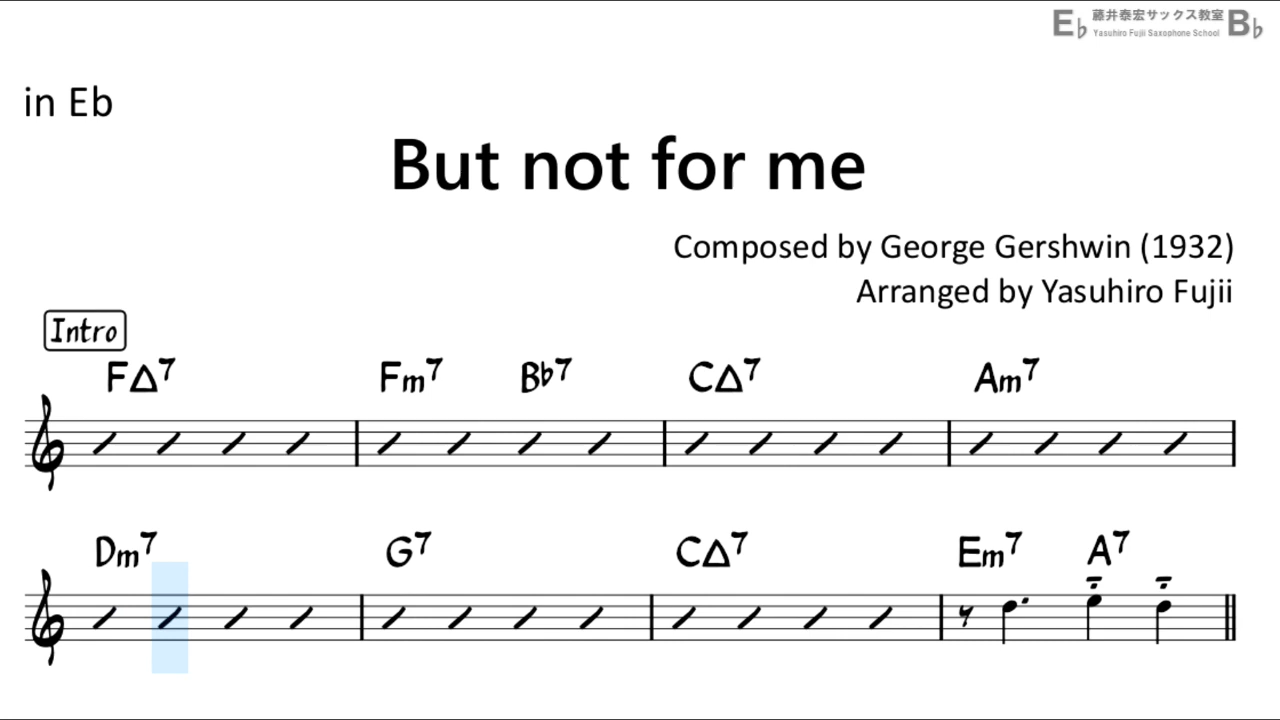 E♭ 藤井泰宏サックス教室 B♭
Yasuhiro Fujii Saxophone School
in Eb
But not for me
Composed by George Gershwin (1932)
Arranged by Yasuhiro Fujii
Intro
F△7 Fm7 B♭7 C△7 Am7
Dm7 G7 C△7 Em7 A7